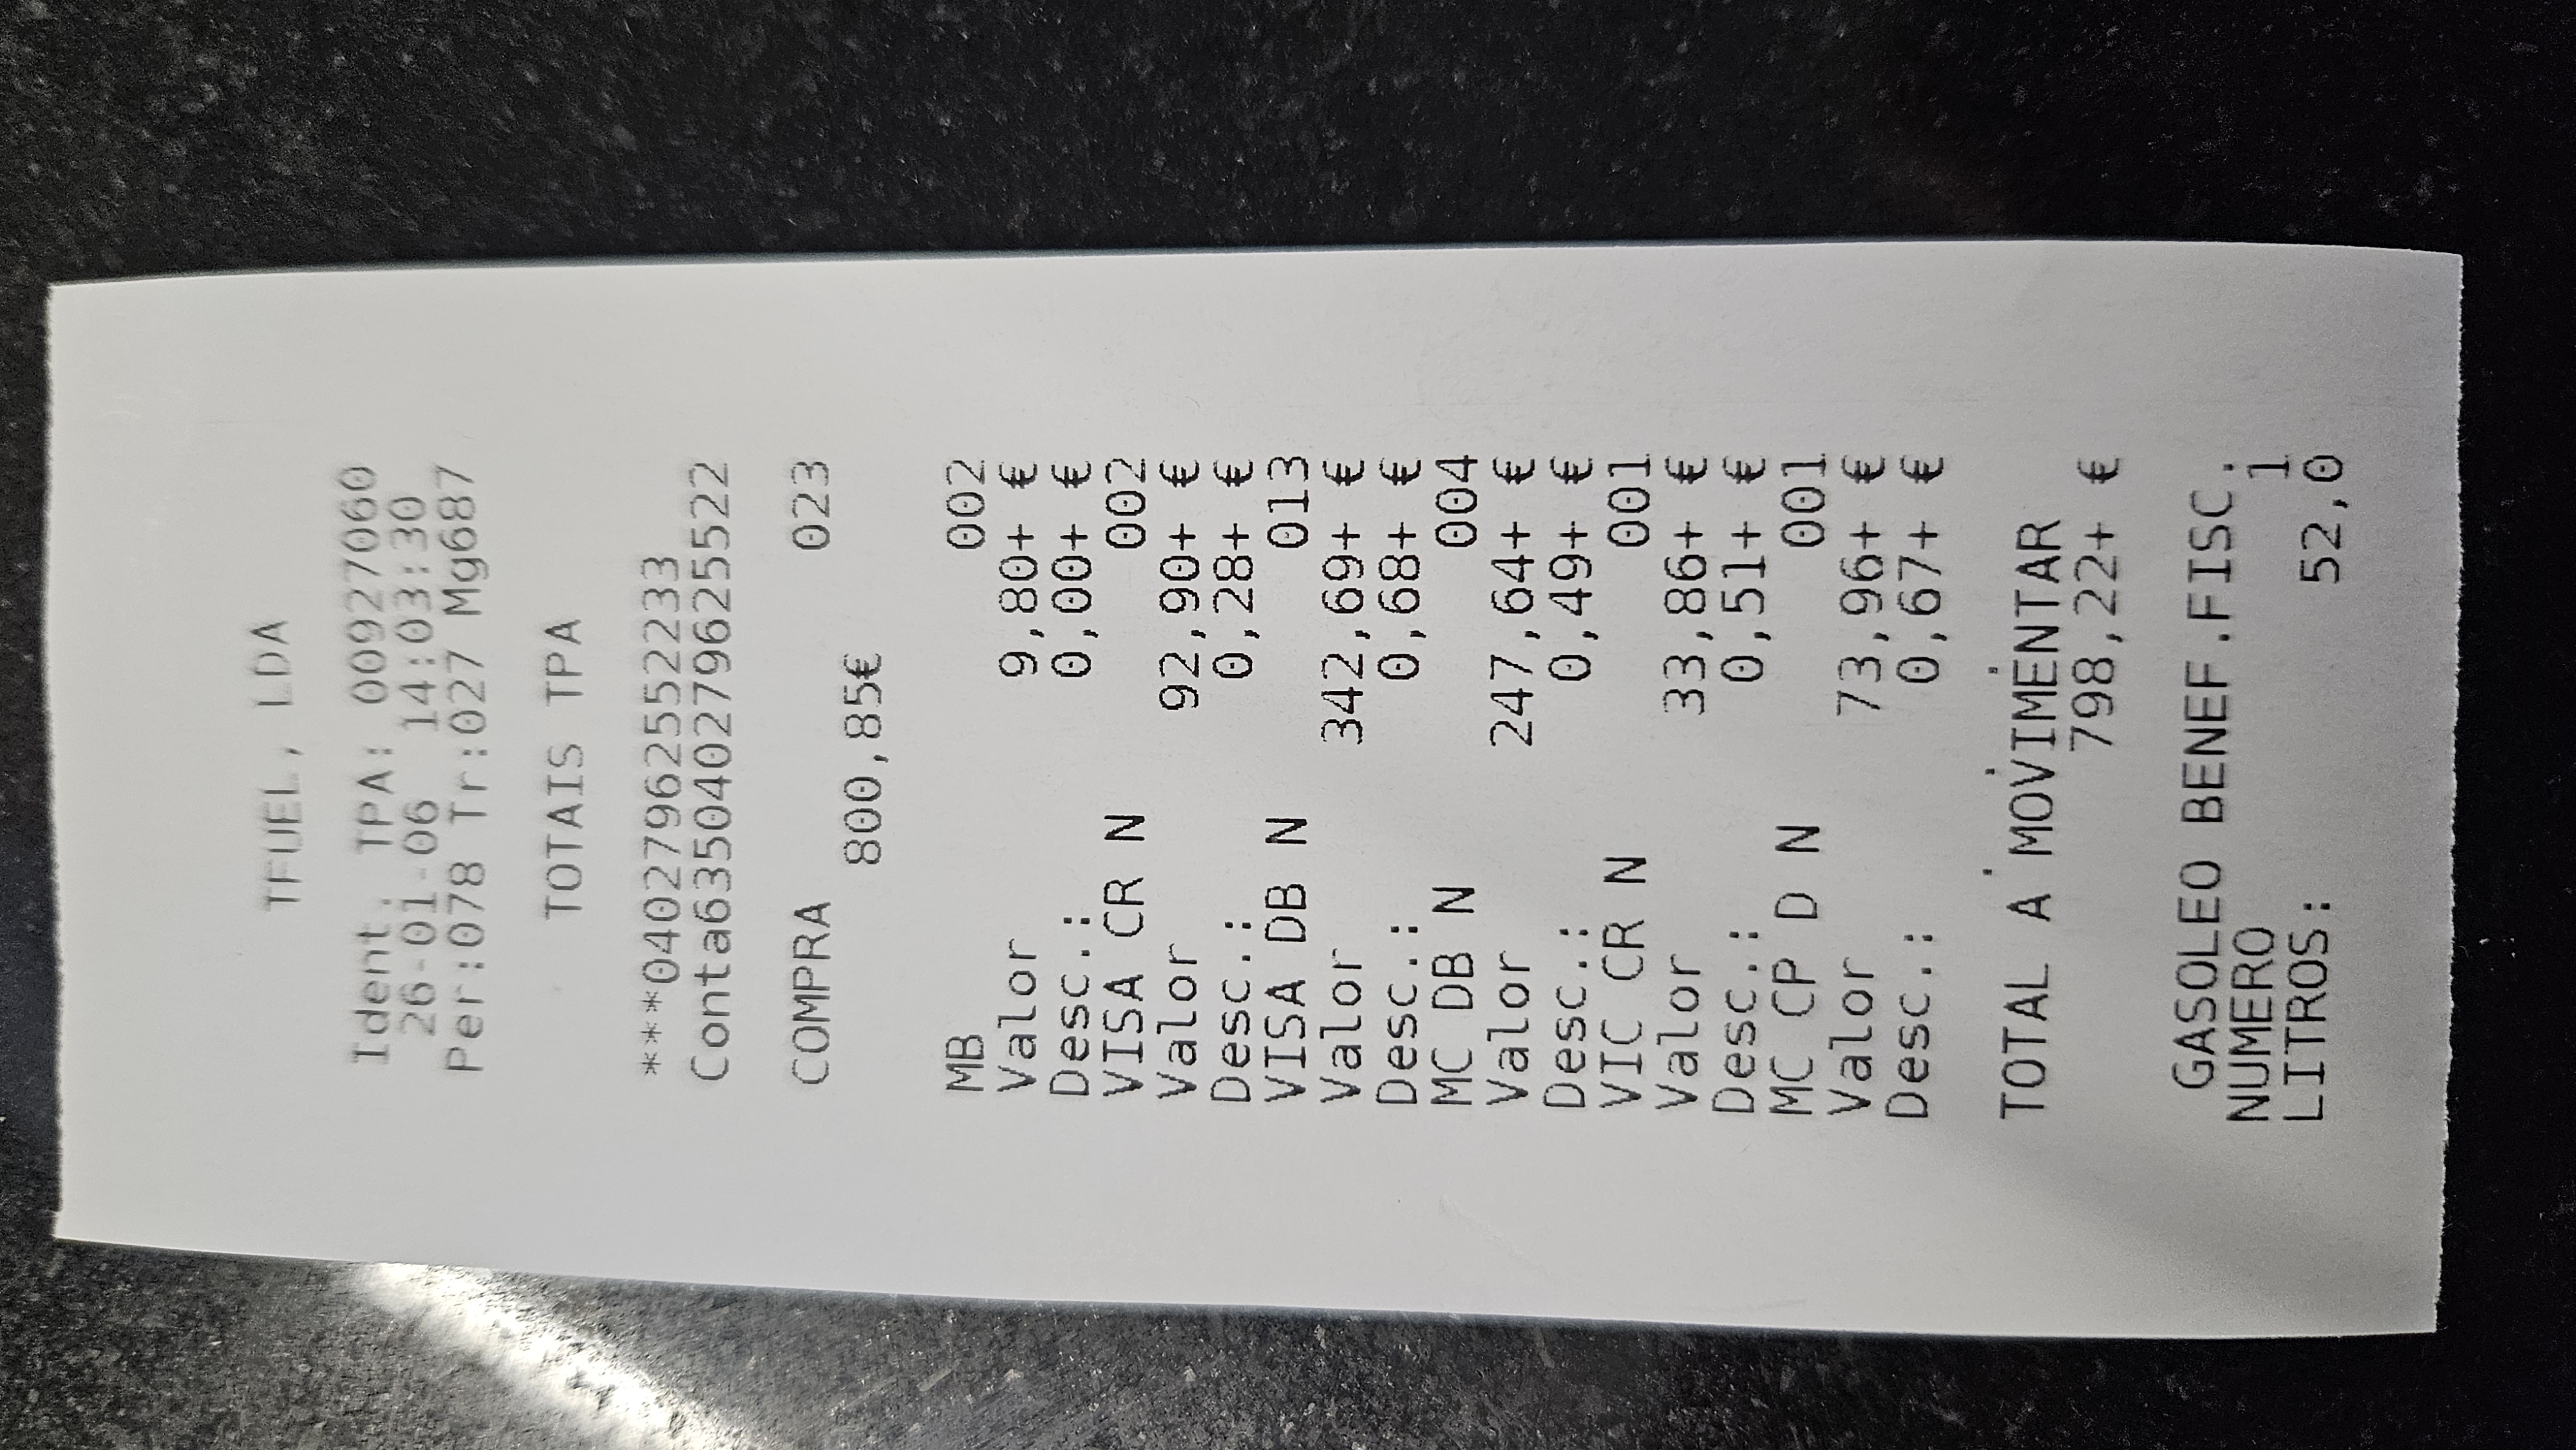 TFUEL, LDA
Ident. TPA: 0000927060
26-01-06 14:03:30
Per:078 Tr:027 Mg687
TOTAIS TPA
***0402796255522233
Conta635040279625522
COMPRA 023
800,85€
MB 002
Valor 9,80+ €
Desc.: 0,00+ €
VISA CR N 002
Valor 92,90+ €
Desc.: 0,28+ €
VISA DB N 013
Valor 342,69+ €
Desc.: 0,68+ €
MC DB N 004
Valor 247,64+ €
Desc.: 0,49+ €
VIC CR N 001
Valor 33,86+ €
Desc.: 0,51+ €
MC CP D N 001
Valor 73,96+ €
Desc.: 0,67+ €
TOTAL A MOVIMENTAR
798,22+ €
GASOLEO BENEF.FISC.
NUMERO 1
LITROS: 52,0